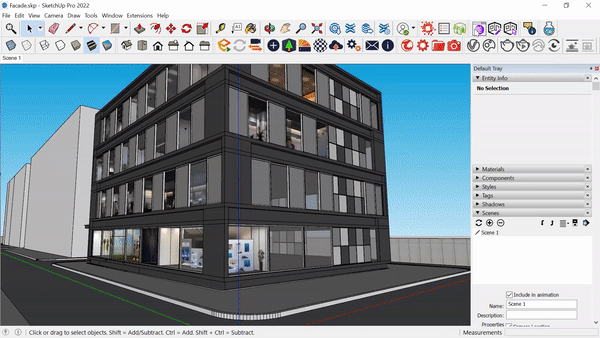 Facade.skp - SketchUp Pro 2022
File Edit View Camera Draw Tools Window Extensions Help
Scene 1
Default Tray
Entity Info
No Selection
Materials
Components
Styles
Tags
Shadows
Scenes
Scene 1
Include in animation
Name: Scene 1
Description:
Properties Camera Location
Click or drag to select objects. Shift = Add/Subtract. Ctrl = Add. Shift + Ctrl = Subtract. Measurements